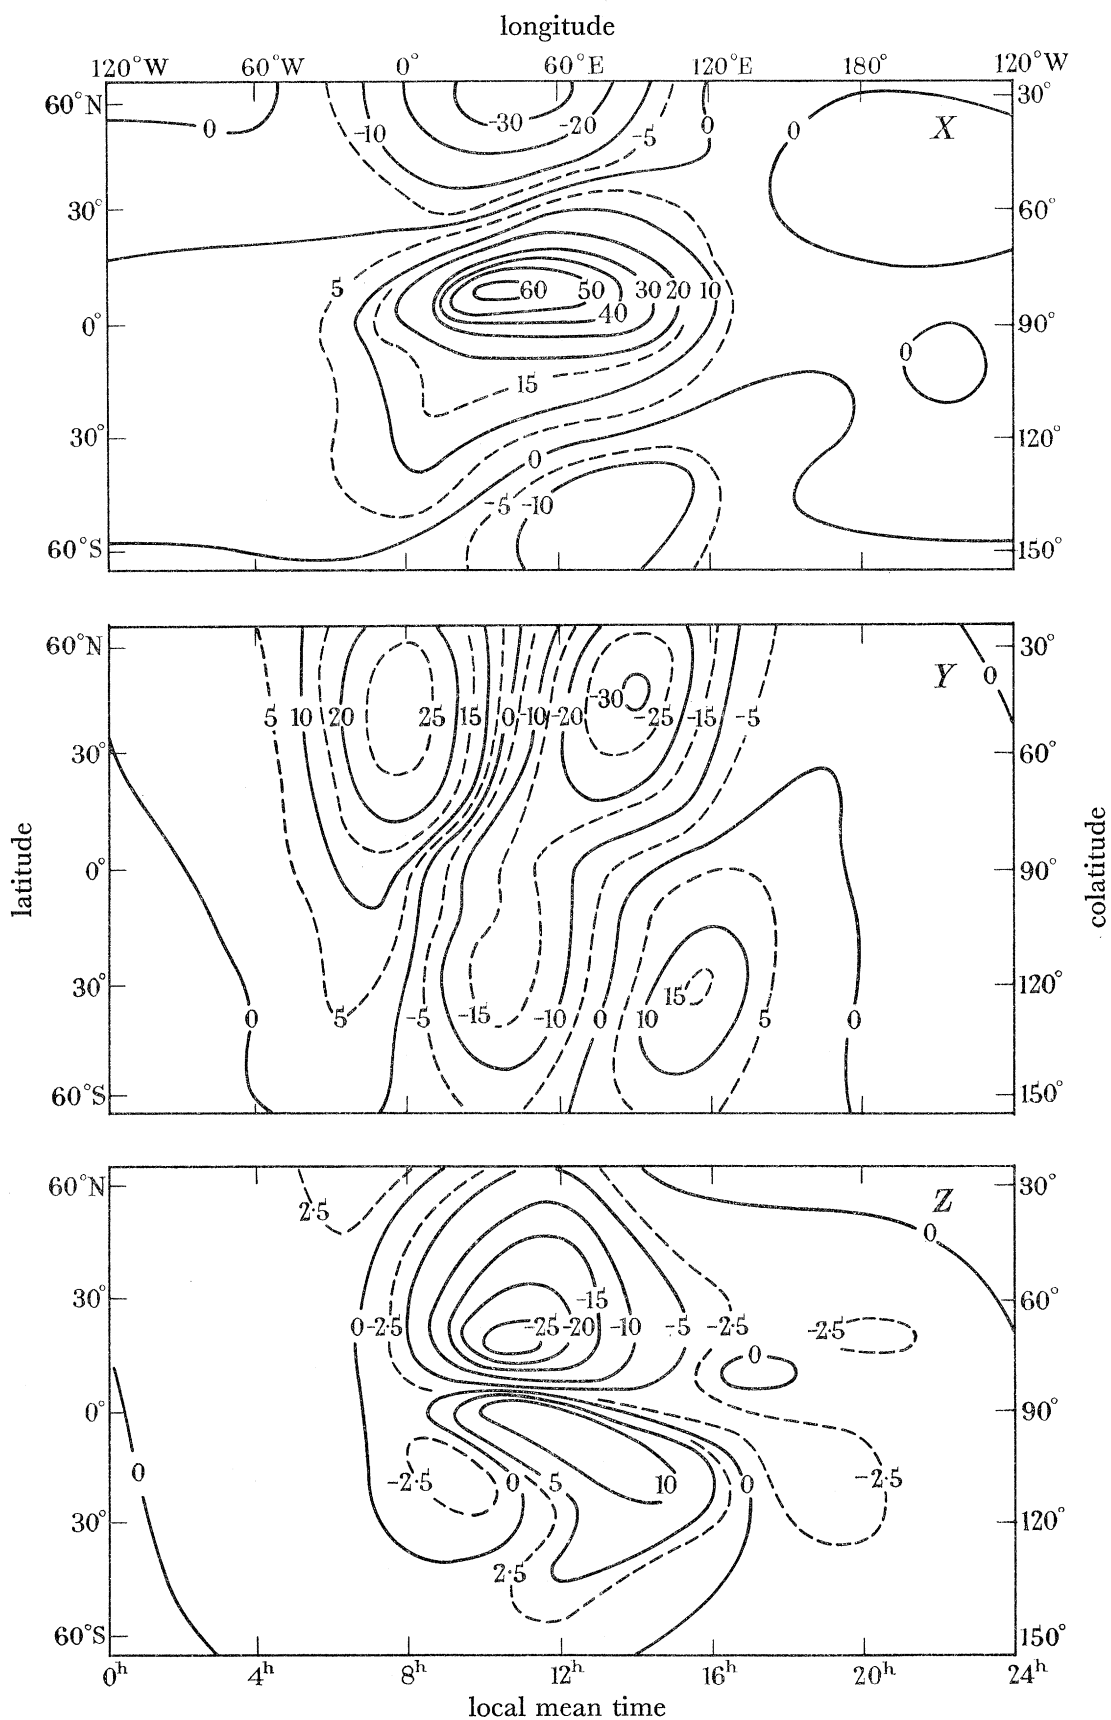 longitude
120°W 60°W 0° 60°E 120°E 180° 120°W
60°N 30°
0 -10 -30 -20 -5 0 0 X
30° 60°
5 60 50 30 20 10
40
0° 90°
0
15
30° 120°
0
-5 -10
60°S 150°
60°N 30°
Y 0
-30
5 10 20 25 15 0 -10 -20 -25 -15 -5
30° 60°
latitude
colatitude
0° 90°
30° 120°
15
0 5 -5 -15 -10 0 10 5 0
60°S 150°
60°N 30°
2·5 Z
0
30° 60°
-15
0 -2·5 -25 -20 -10 -5 -2·5 -2·5
0
0° 90°
0 -2·5 0 5 10 0 -2·5
30° 120°
2·5
60°S 150°
0h 4h 8h 12h 16h 20h 24h
local mean time